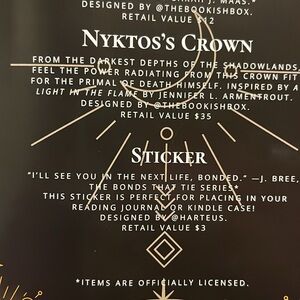 SARAH J. MAAS.*
DESIGNED BY @THEBOOKISHBOX.
RETAIL VALUE $12
NYKTOS'S CROWN
FROM THE DARKEST DEPTHS OF THE SHADOWLANDS,
FEEL THE POWER RADIATING FROM THIS CROWN FIT
FOR THE PRIMAL OF DEATH HIMSELF. INSPIRED BY A
LIGHT IN THE FLAME BY JENNIFER L. ARMENTROUT.
DESIGNED BY @THEBOOKISHBOX.
RETAIL VALUE $35
STICKER
"I'LL SEE YOU IN THE NEXT LIFE, BONDED." —J. BREE,
THE BONDS THAT TIE SERIES*
THIS STICKER IS PERFECT FOR PLACING IN YOUR
READING JOURNAL OR KINDLE CASE!
DESIGNED BY @HARTEUS.
RETAIL VALUE $3
*ITEMS ARE OFFICIALLY LICENSED.